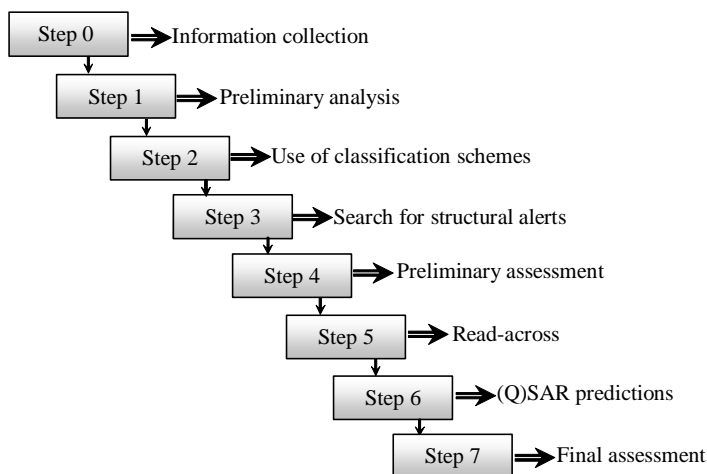 Step 0 Information collection
Step 1 Preliminary analysis
Step 2 Use of classification schemes
Step 3 Search for structural alerts
Step 4 Preliminary assessment
Step 5 Read-across
Step 6 (Q)SAR predictions
Step 7 Final assessment